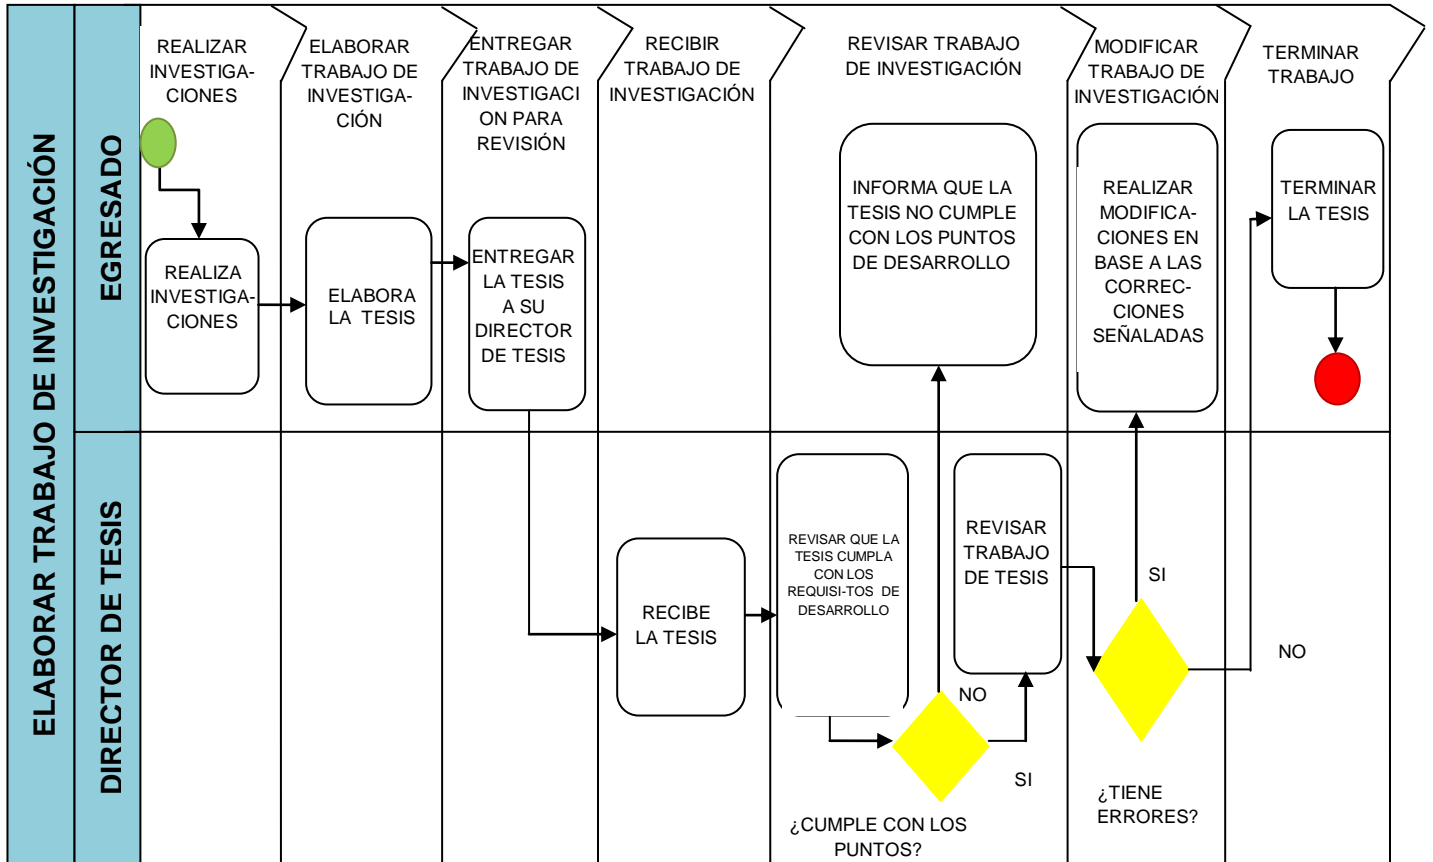 ELABORAR TRABAJO DE INVESTIGACIÓN
EGRESADO
DIRECTOR DE TESIS
REALIZAR
INVESTIGA-
CIONES
ELABORAR
TRABAJO DE
INVESTIGA-
CIÓN
ENTREGAR
TRABAJO DE
INVESTIGACI
ON PARA
REVISIÓN
RECIBIR
TRABAJO DE
INVESTIGACIÓN
REVISAR TRABAJO
DE INVESTIGACIÓN
MODIFICAR
TRABAJO DE
INVESTIGACIÓN
TERMINAR
TRABAJO
REALIZA
INVESTIGA-
CIONES
ELABORA
LA TESIS
ENTREGAR
LA TESIS
A SU
DIRECTOR
DE TESIS
INFORMA QUE LA
TESIS NO CUMPLE
CON LOS PUNTOS
DE DESARROLLO
REALIZAR
MODIFICA-
CIONES EN
BASE A LAS
CORREC-
CIONES
SEÑALADAS
TERMINAR
LA TESIS
RECIBE
LA TESIS
REVISAR QUE LA
TESIS CUMPLA
CON LOS
REQUISI-TOS DE
DESARROLLO
REVISAR
TRABAJO
DE TESIS
NO
SI
¿CUMPLE CON LOS
PUNTOS?
SI
NO
¿TIENE
ERRORES?